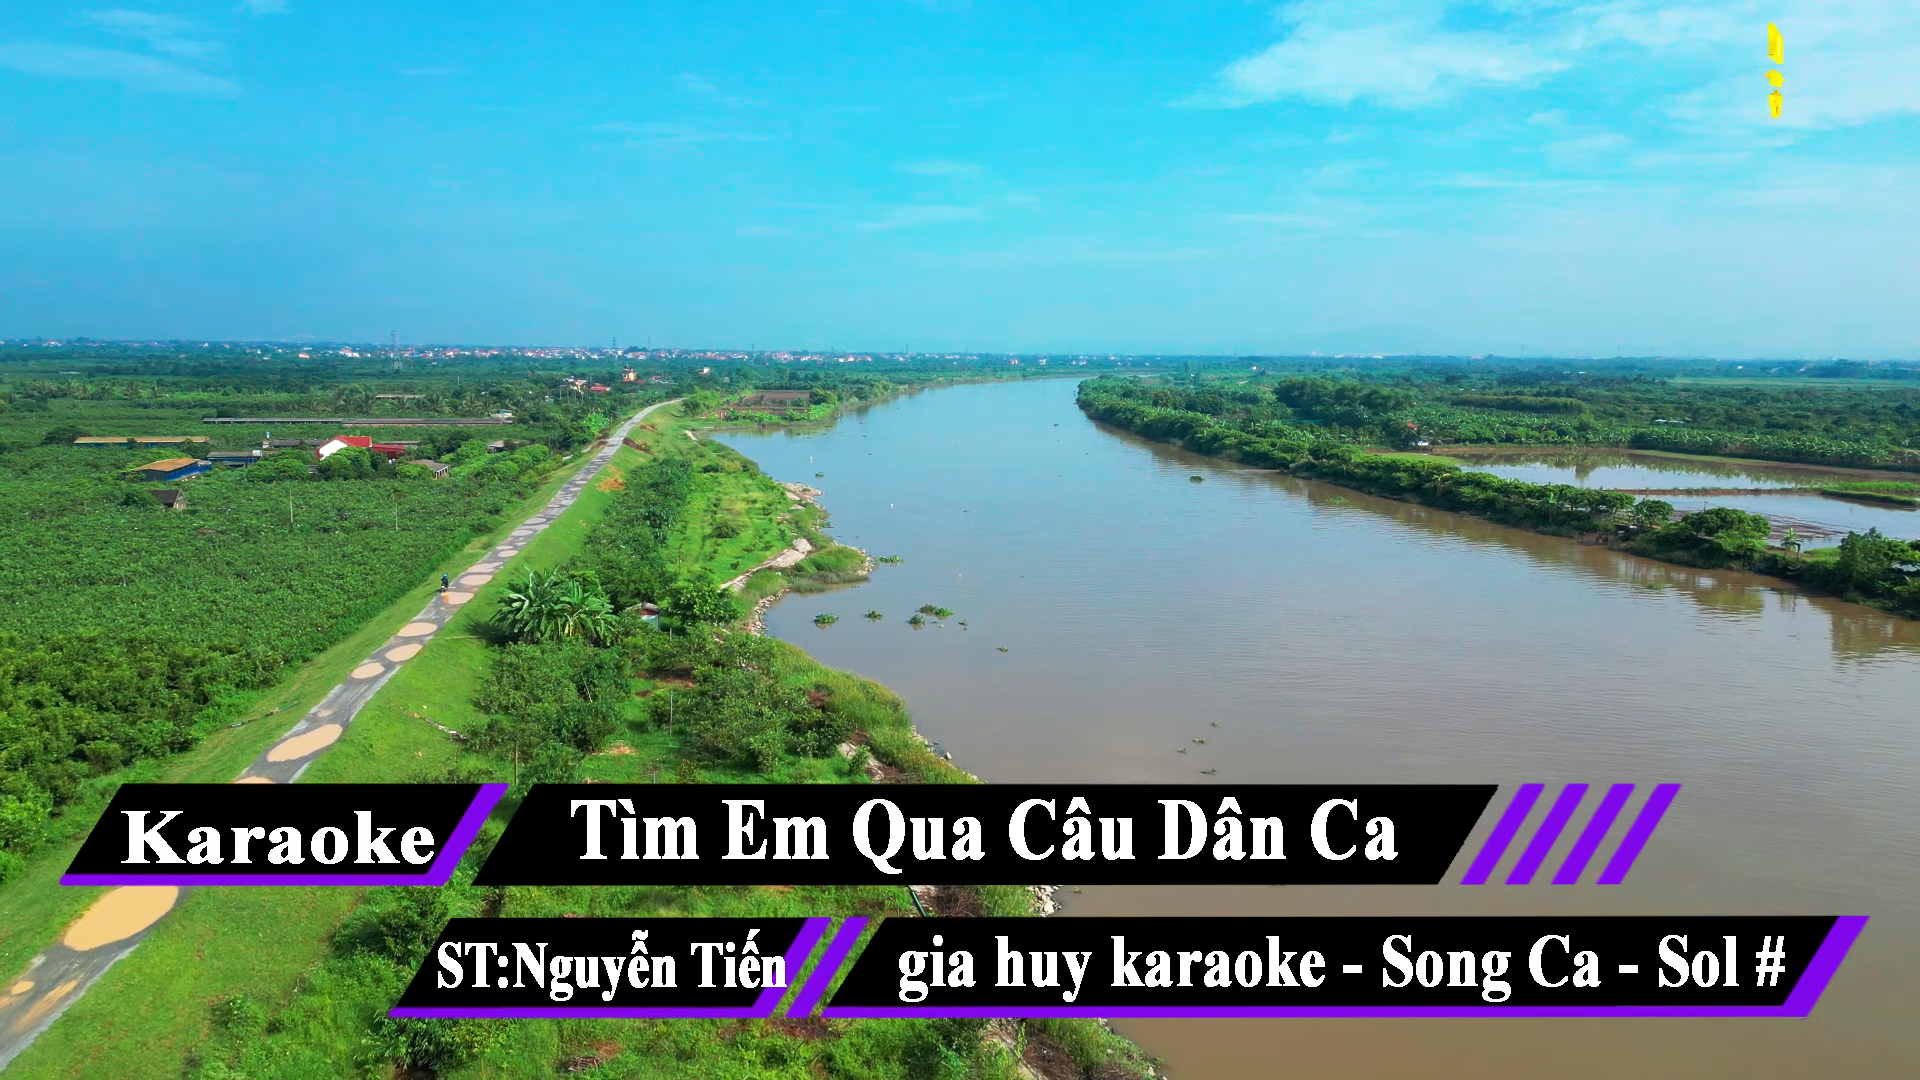 Karaoke
Tìm Em Qua Câu Dân Ca
ST:Nguyễn Tiến
gia huy karaoke - Song Ca - Sol #